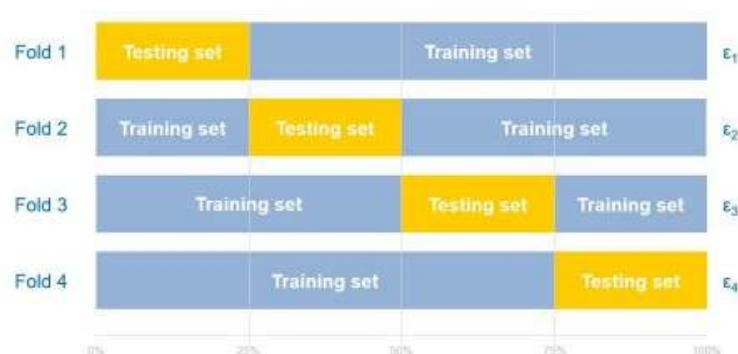 Fold 1 Testing set Training set ε1
Fold 2 Training set Testing set Training set ε2
Fold 3 Training set Testing set Training set ε3
Fold 4 Training set Testing set ε4
0% 25% 50% 75% 100%